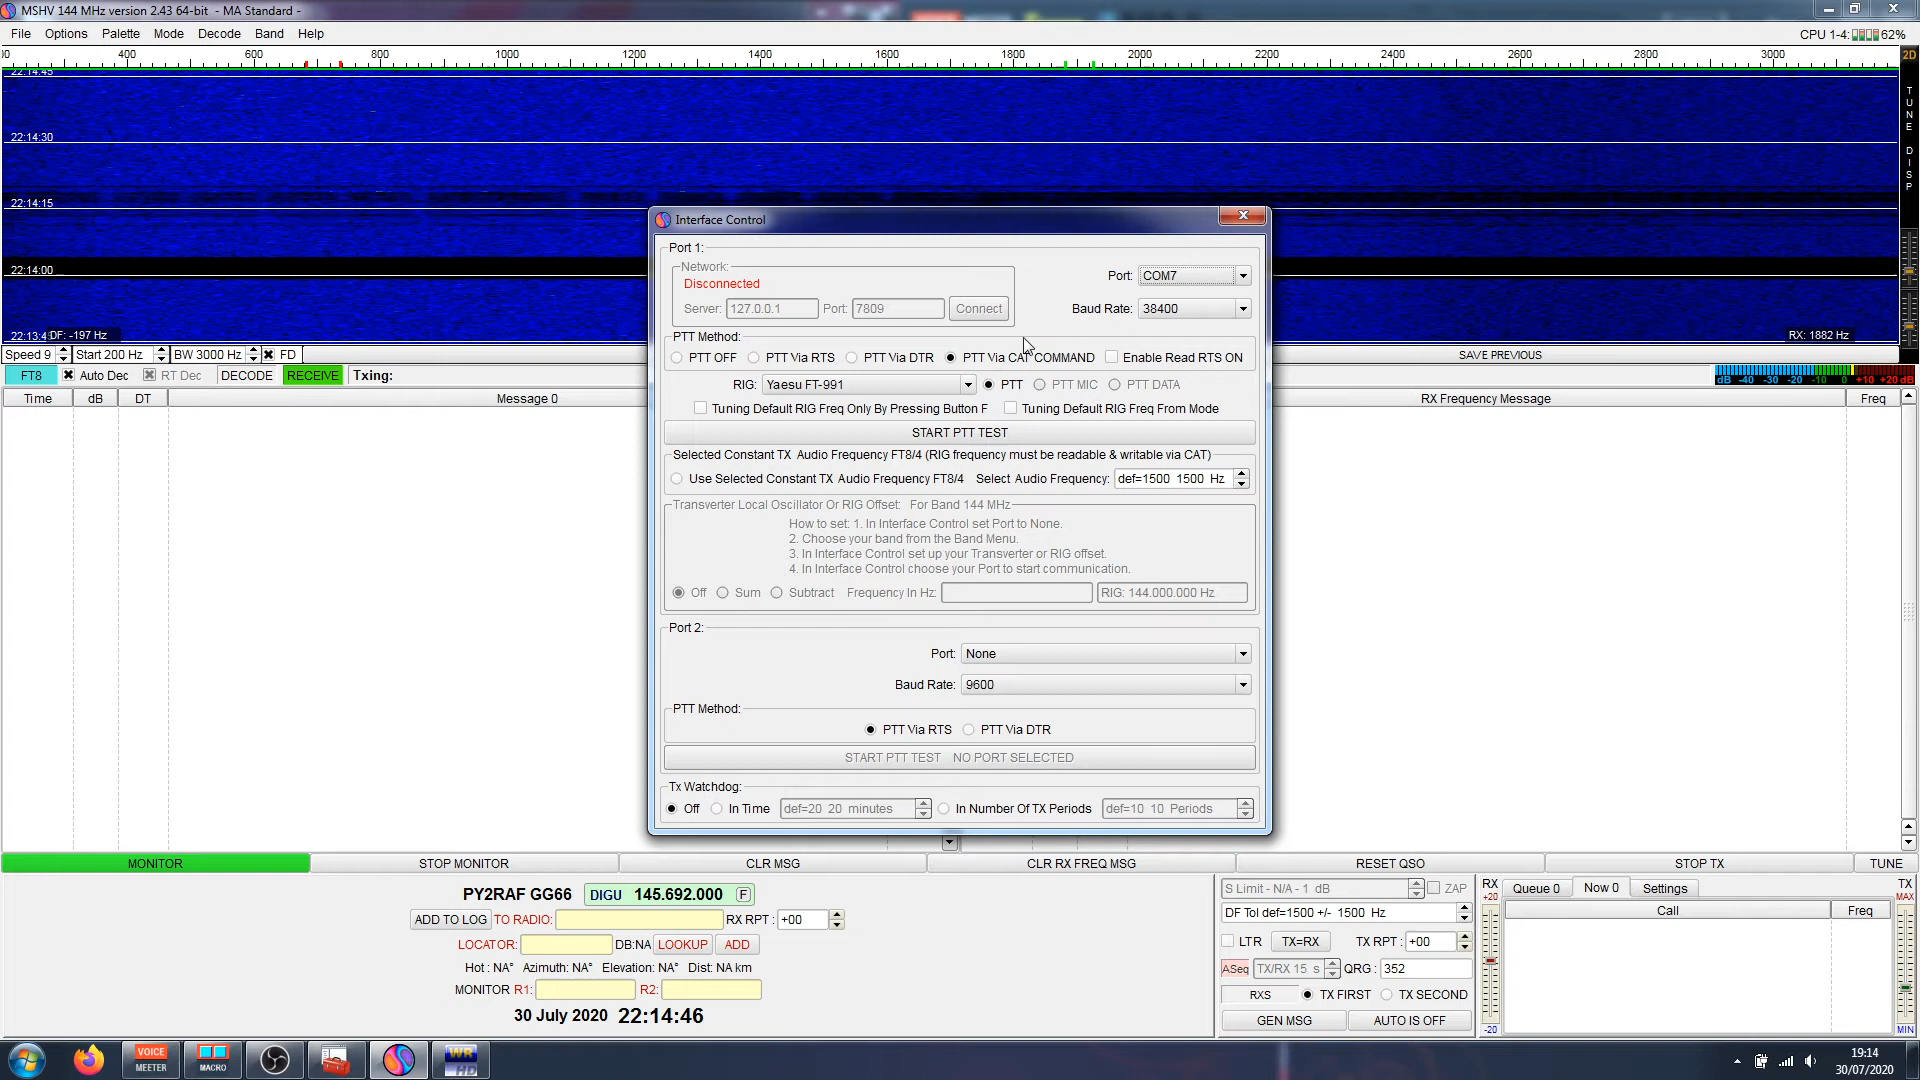 MSHV 144 MHz version 2.43 64-bit - MA Standard -
File Options Palette Mode Decode Band Help
CPU 1-4: 62%
00 400 600 800 1000 1200 1400 1600 1800 2000 2200 2400 2600 2800 3000 2D
22:14:45
22:14:30
22:14:15
22:14:00
22:13:4
TUNE
DISP
DF: -197 Hz
RX: 1882 Hz
Speed 9 Start 200 Hz BW 3000 Hz FD
SAVE PREVIOUS
FT8 Auto Dec RT Dec DECODE RECEIVE Txing:
dB -40 -30 -20 -10 0 +10 +20 dB
Time dB DT Message 0
RX Frequency Message Freq
Interface Control
Port 1:
Network:
Disconnected
Port: COM7
Server: 127.0.0.1 Port: 7809 Connect
Baud Rate: 38400
PTT Method:
PTT OFF PTT Via RTS PTT Via DTR PTT Via CAT COMMAND Enable Read RTS ON
RIG: Yaesu FT-991 PTT PTT MIC PTT DATA
Tuning Default RIG Freq Only By Pressing Button F Tuning Default RIG Freq From Mode
START PTT TEST
Selected Constant TX Audio Frequency FT8/4 (RIG frequency must be readable & writable via CAT)
Use Selected Constant TX Audio Frequency FT8/4 Select Audio Frequency: def=1500 1500 Hz
Transverter Local Oscillator Or RIG Offset: For Band 144 MHz
How to set: 1. In Interface Control set Port to None.
2. Choose your band from the Band Menu.
3. In Interface Control set up your Transverter or RIG offset.
4. In Interface Control choose your Port to start communication.
Off Sum Subtract Frequency In Hz: RIG: 144.000.000 Hz
Port 2:
Port: None
Baud Rate: 9600
PTT Method:
PTT Via RTS PTT Via DTR
START PTT TEST NO PORT SELECTED
Tx Watchdog:
Off In Time def=20 20 minutes In Number Of TX Periods def=10 10 Periods
MONITOR STOP MONITOR CLR MSG CLR RX FREQ MSG RESET QSO STOP TX TUNE
PY2RAF GG66 DIGU 145.692.000 F
ADD TO LOG TO RADIO: RX RPT : +00
LOCATOR: DB:NA LOOKUP ADD
Hot : NA° Azimuth: NA° Elevation: NA° Dist: NA km
MONITOR R1: R2:
30 July 2020 22:14:46
S Limit - N/A - 1 dB ZAP
DF Tol def=1500 +/- 1500 Hz
LTR TX=RX TX RPT : +00
ASeq TX/RX 15 s QRG : 352
RXS TX FIRST TX SECOND
GEN MSG AUTO IS OFF
RX
+20
-20
Queue 0 Now 0 Settings
Call Freq
TX
MAX
MIN
VOICE
MEETER
MACRO
WR
HD
19:14
30/07/2020